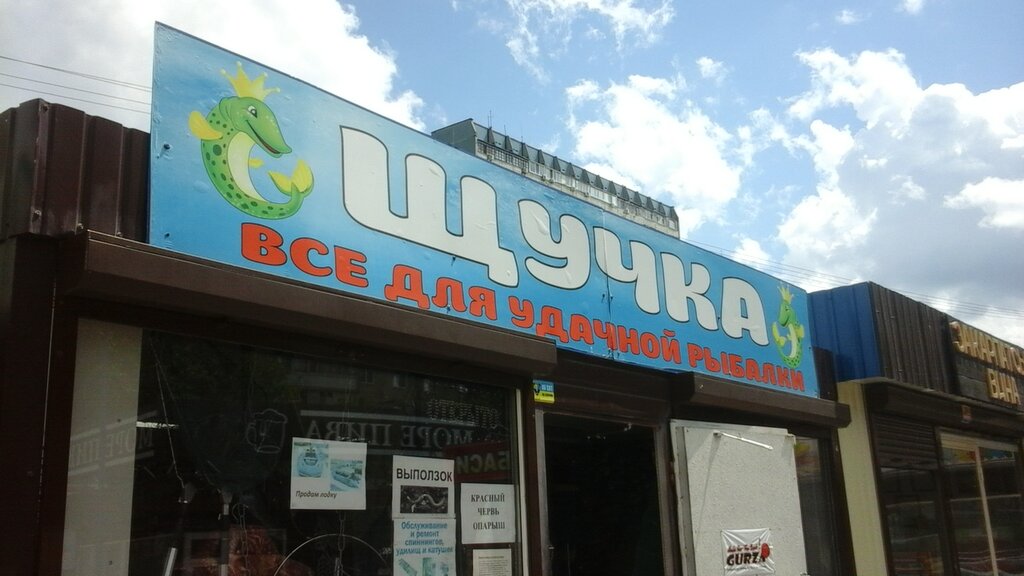 ЩУЧКА
ВСЕ ДЛЯ УДАЧНОЙ РЫБАЛКИ
МОРЕ ПИВА
Продам лодку
ВЫПОЛЗОК
Обслуживание
и ремонт
спиннингов,
удилищ и катушек
КРАСНЫЙ
ЧЕРВЬ
ОПАРЫШ
GURZA
ВИНА